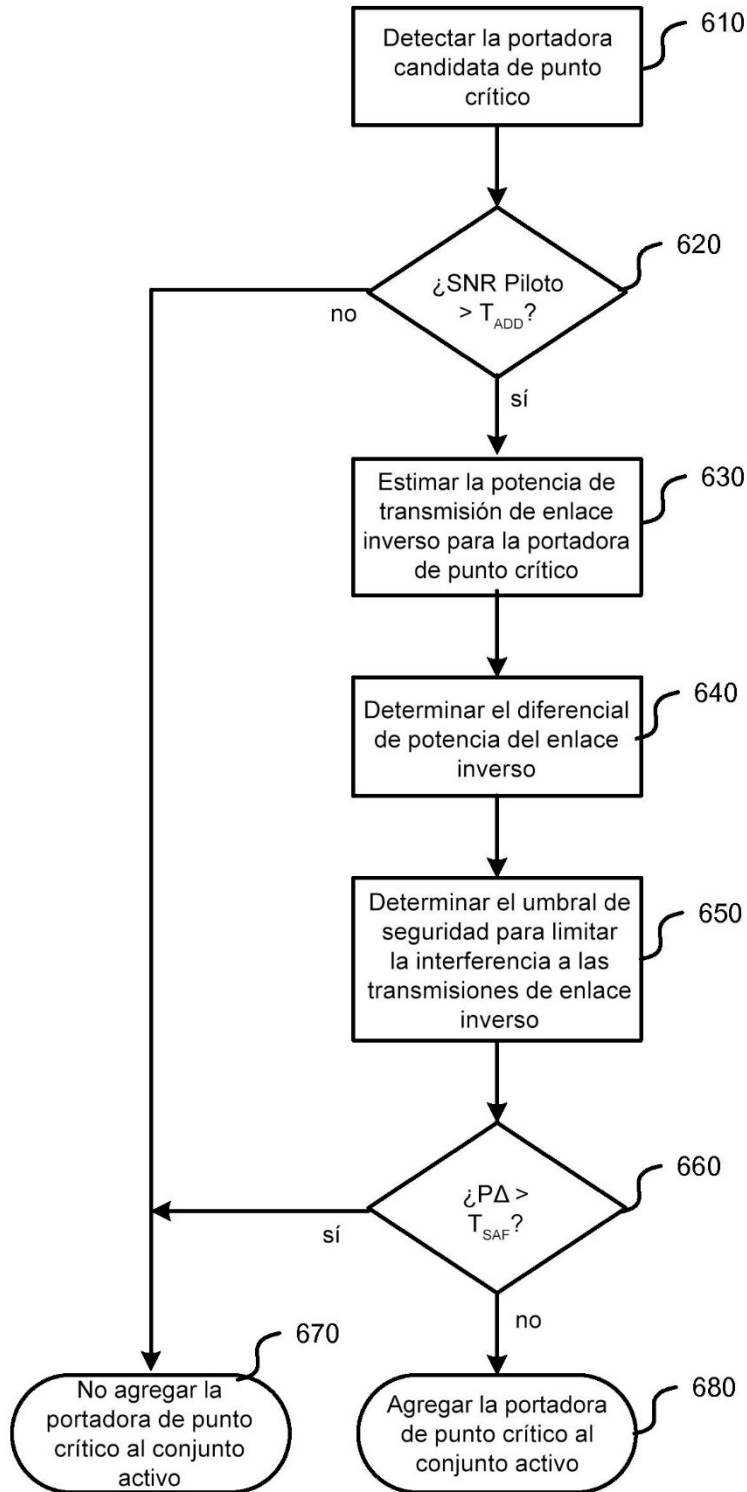 Detectar la portadora
candidata de punto
crítico
610
¿SNR Piloto
> T_ADD?
620
no
sí
Estimar la potencia de
transmisión de enlace
inverso para la portadora
de punto crítico
630
Determinar el diferencial
de potencia del enlace
inverso
640
Determinar el umbral de
seguridad para limitar
la interferencia a las
transmisiones de enlace
inverso
650
¿PΔ >
T_SAF?
660
sí
no
No agregar la
portadora de punto
crítico al conjunto
activo
670
Agregar la portadora
de punto crítico al
conjunto activo
680